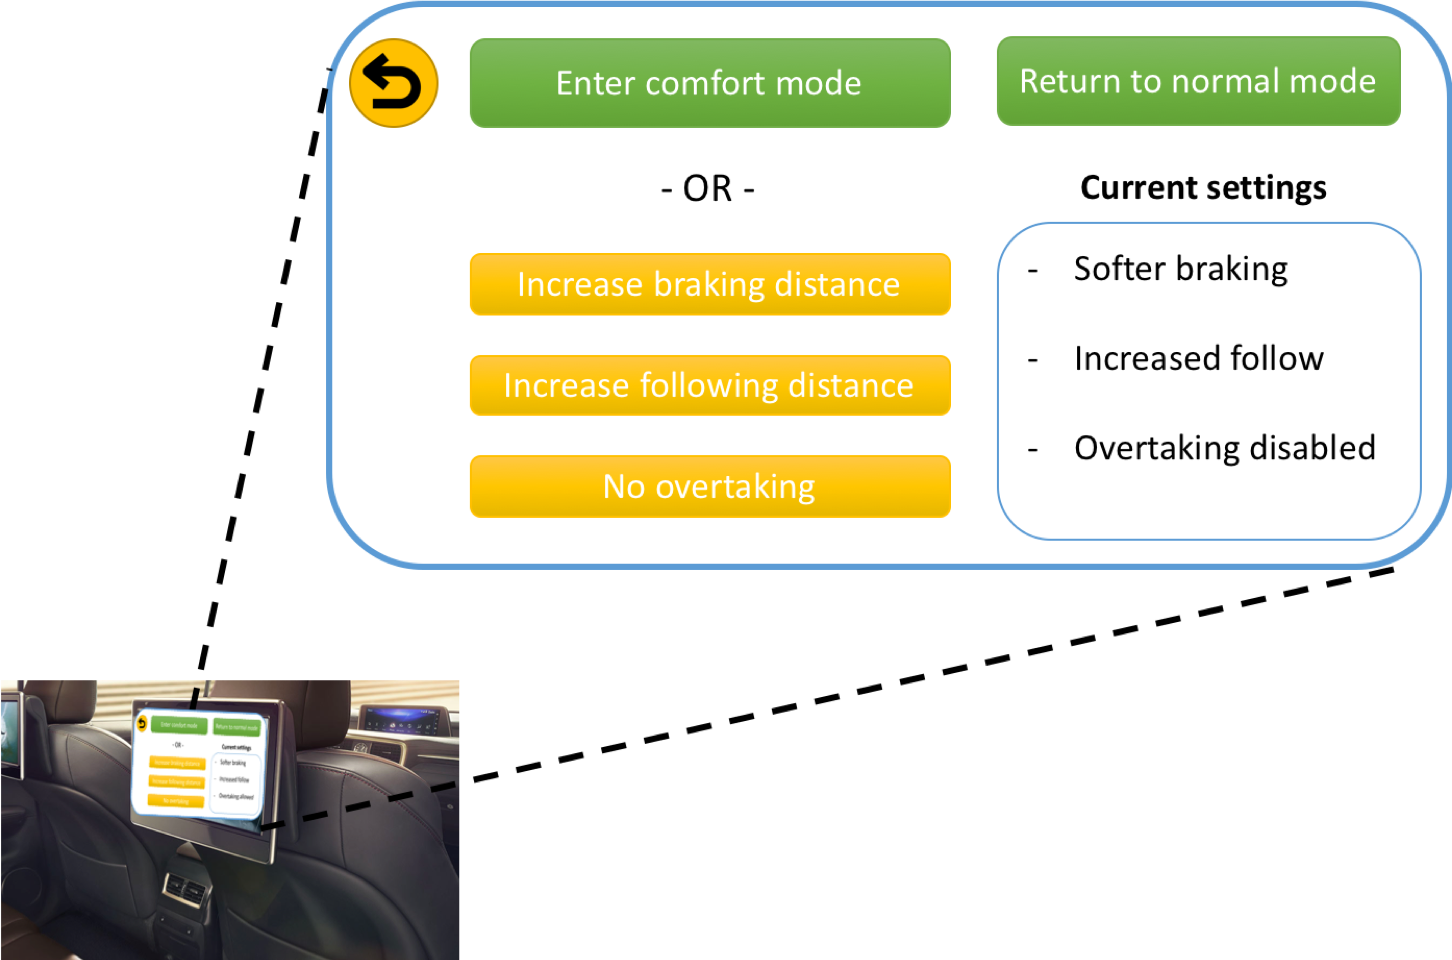 Enter comfort mode
Return to normal mode
- OR -
Current settings
Increase braking distance
Increase following distance
No overtaking
- Softer braking
- Increased follow
- Overtaking disabled
Enter comfort mode
Return to normal mode
- OR -
Current settings
Increase braking distance
Increase following distance
No overtaking
- Softer braking
- Increased follow
- Overtaking allowed